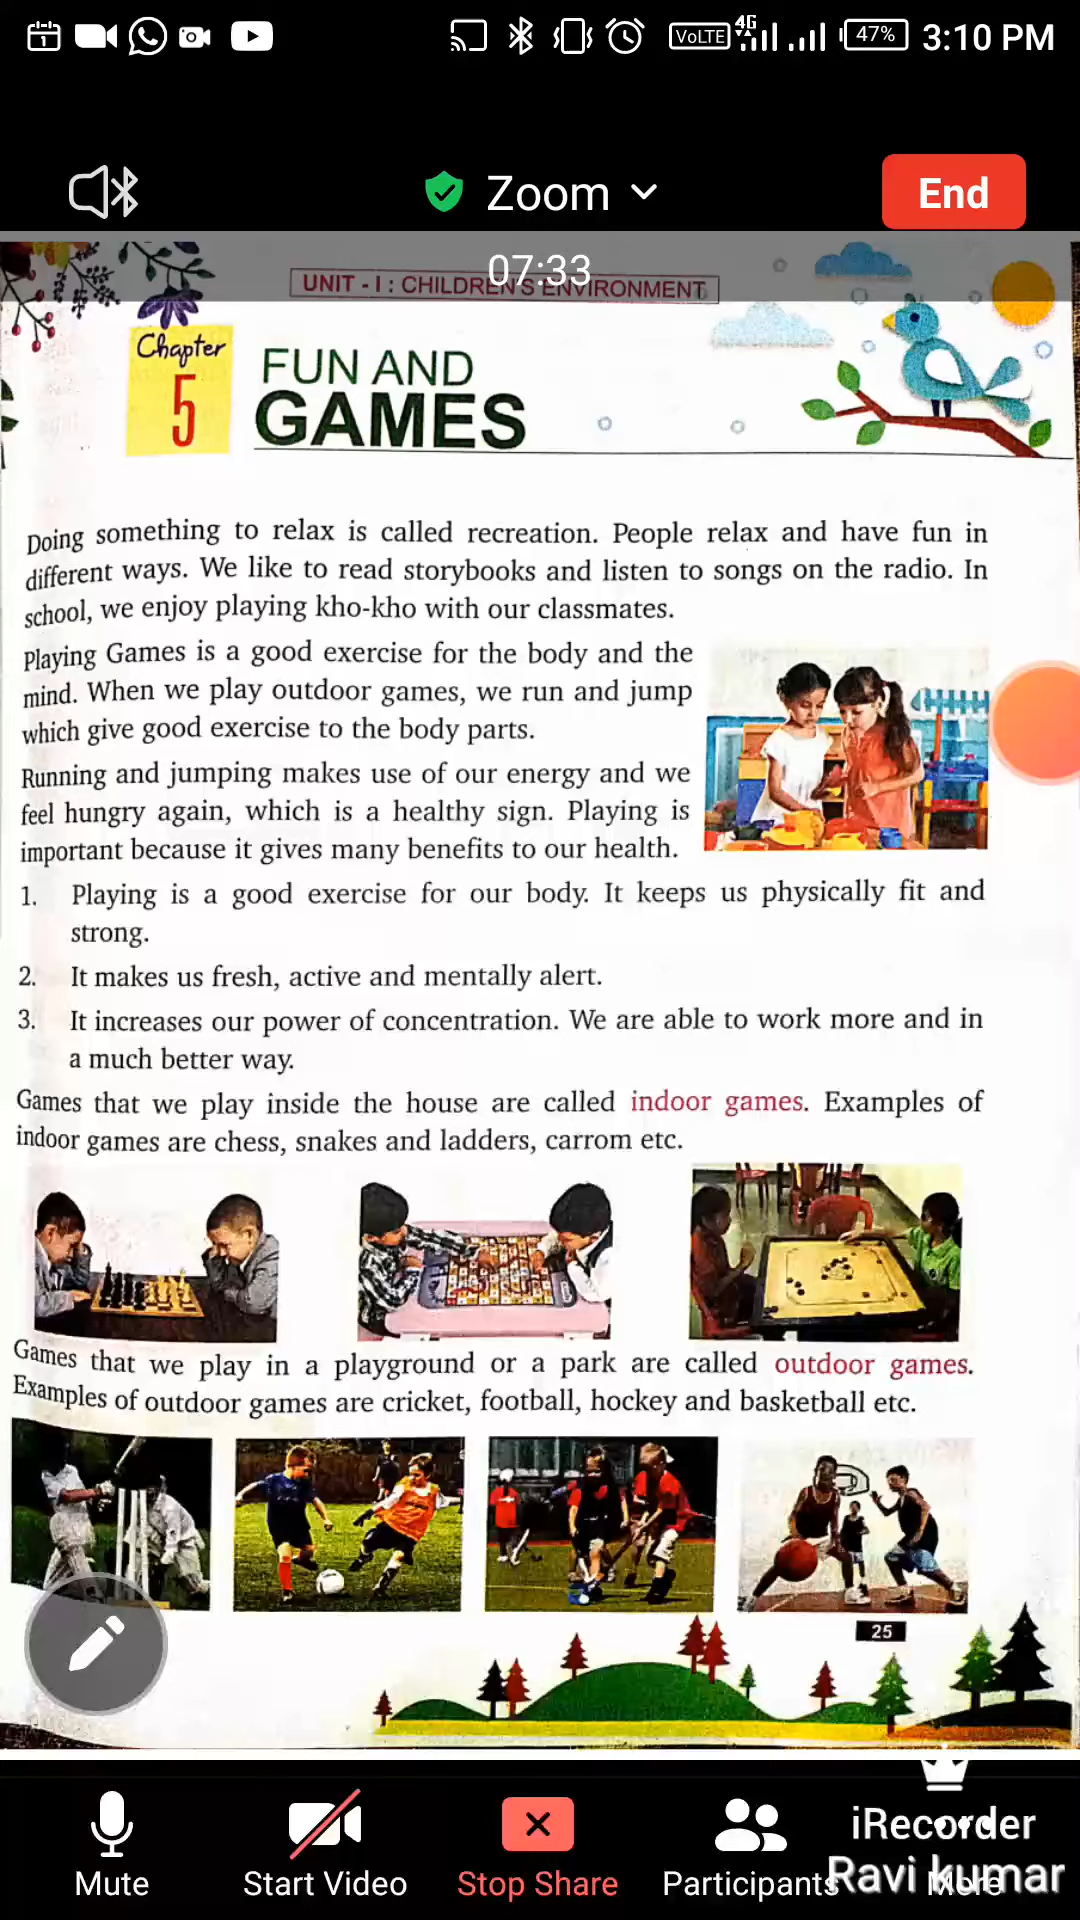 1
VoLTE 4G 47% 3:10 PM
Zoom
End
07:33
UNIT - I : CHILDREN'S ENVIRONMENT
Chapter
5
FUN AND
GAMES
Doing something to relax is called recreation. People relax and have fun in
different ways. We like to read storybooks and listen to songs on the radio. In
school, we enjoy playing kho-kho with our classmates.
Playing Games is a good exercise for the body and the
mind. When we play outdoor games, we run and jump
which give good exercise to the body parts.
Running and jumping makes use of our energy and we
feel hungry again, which is a healthy sign. Playing is
important because it gives many benefits to our health.
1. Playing is a good exercise for our body. It keeps us physically fit and
strong.
2. It makes us fresh, active and mentally alert.
3. It increases our power of concentration. We are able to work more and in
a much better way.
Games that we play inside the house are called indoor games. Examples of
indoor games are chess, snakes and ladders, carrom etc.
Games that we play in a playground or a park are called outdoor games.
Examples of outdoor games are cricket, football, hockey and basketball etc.
25
iRecorder
Ravi kumar
Mute
Start Video
Stop Share
Participants
More